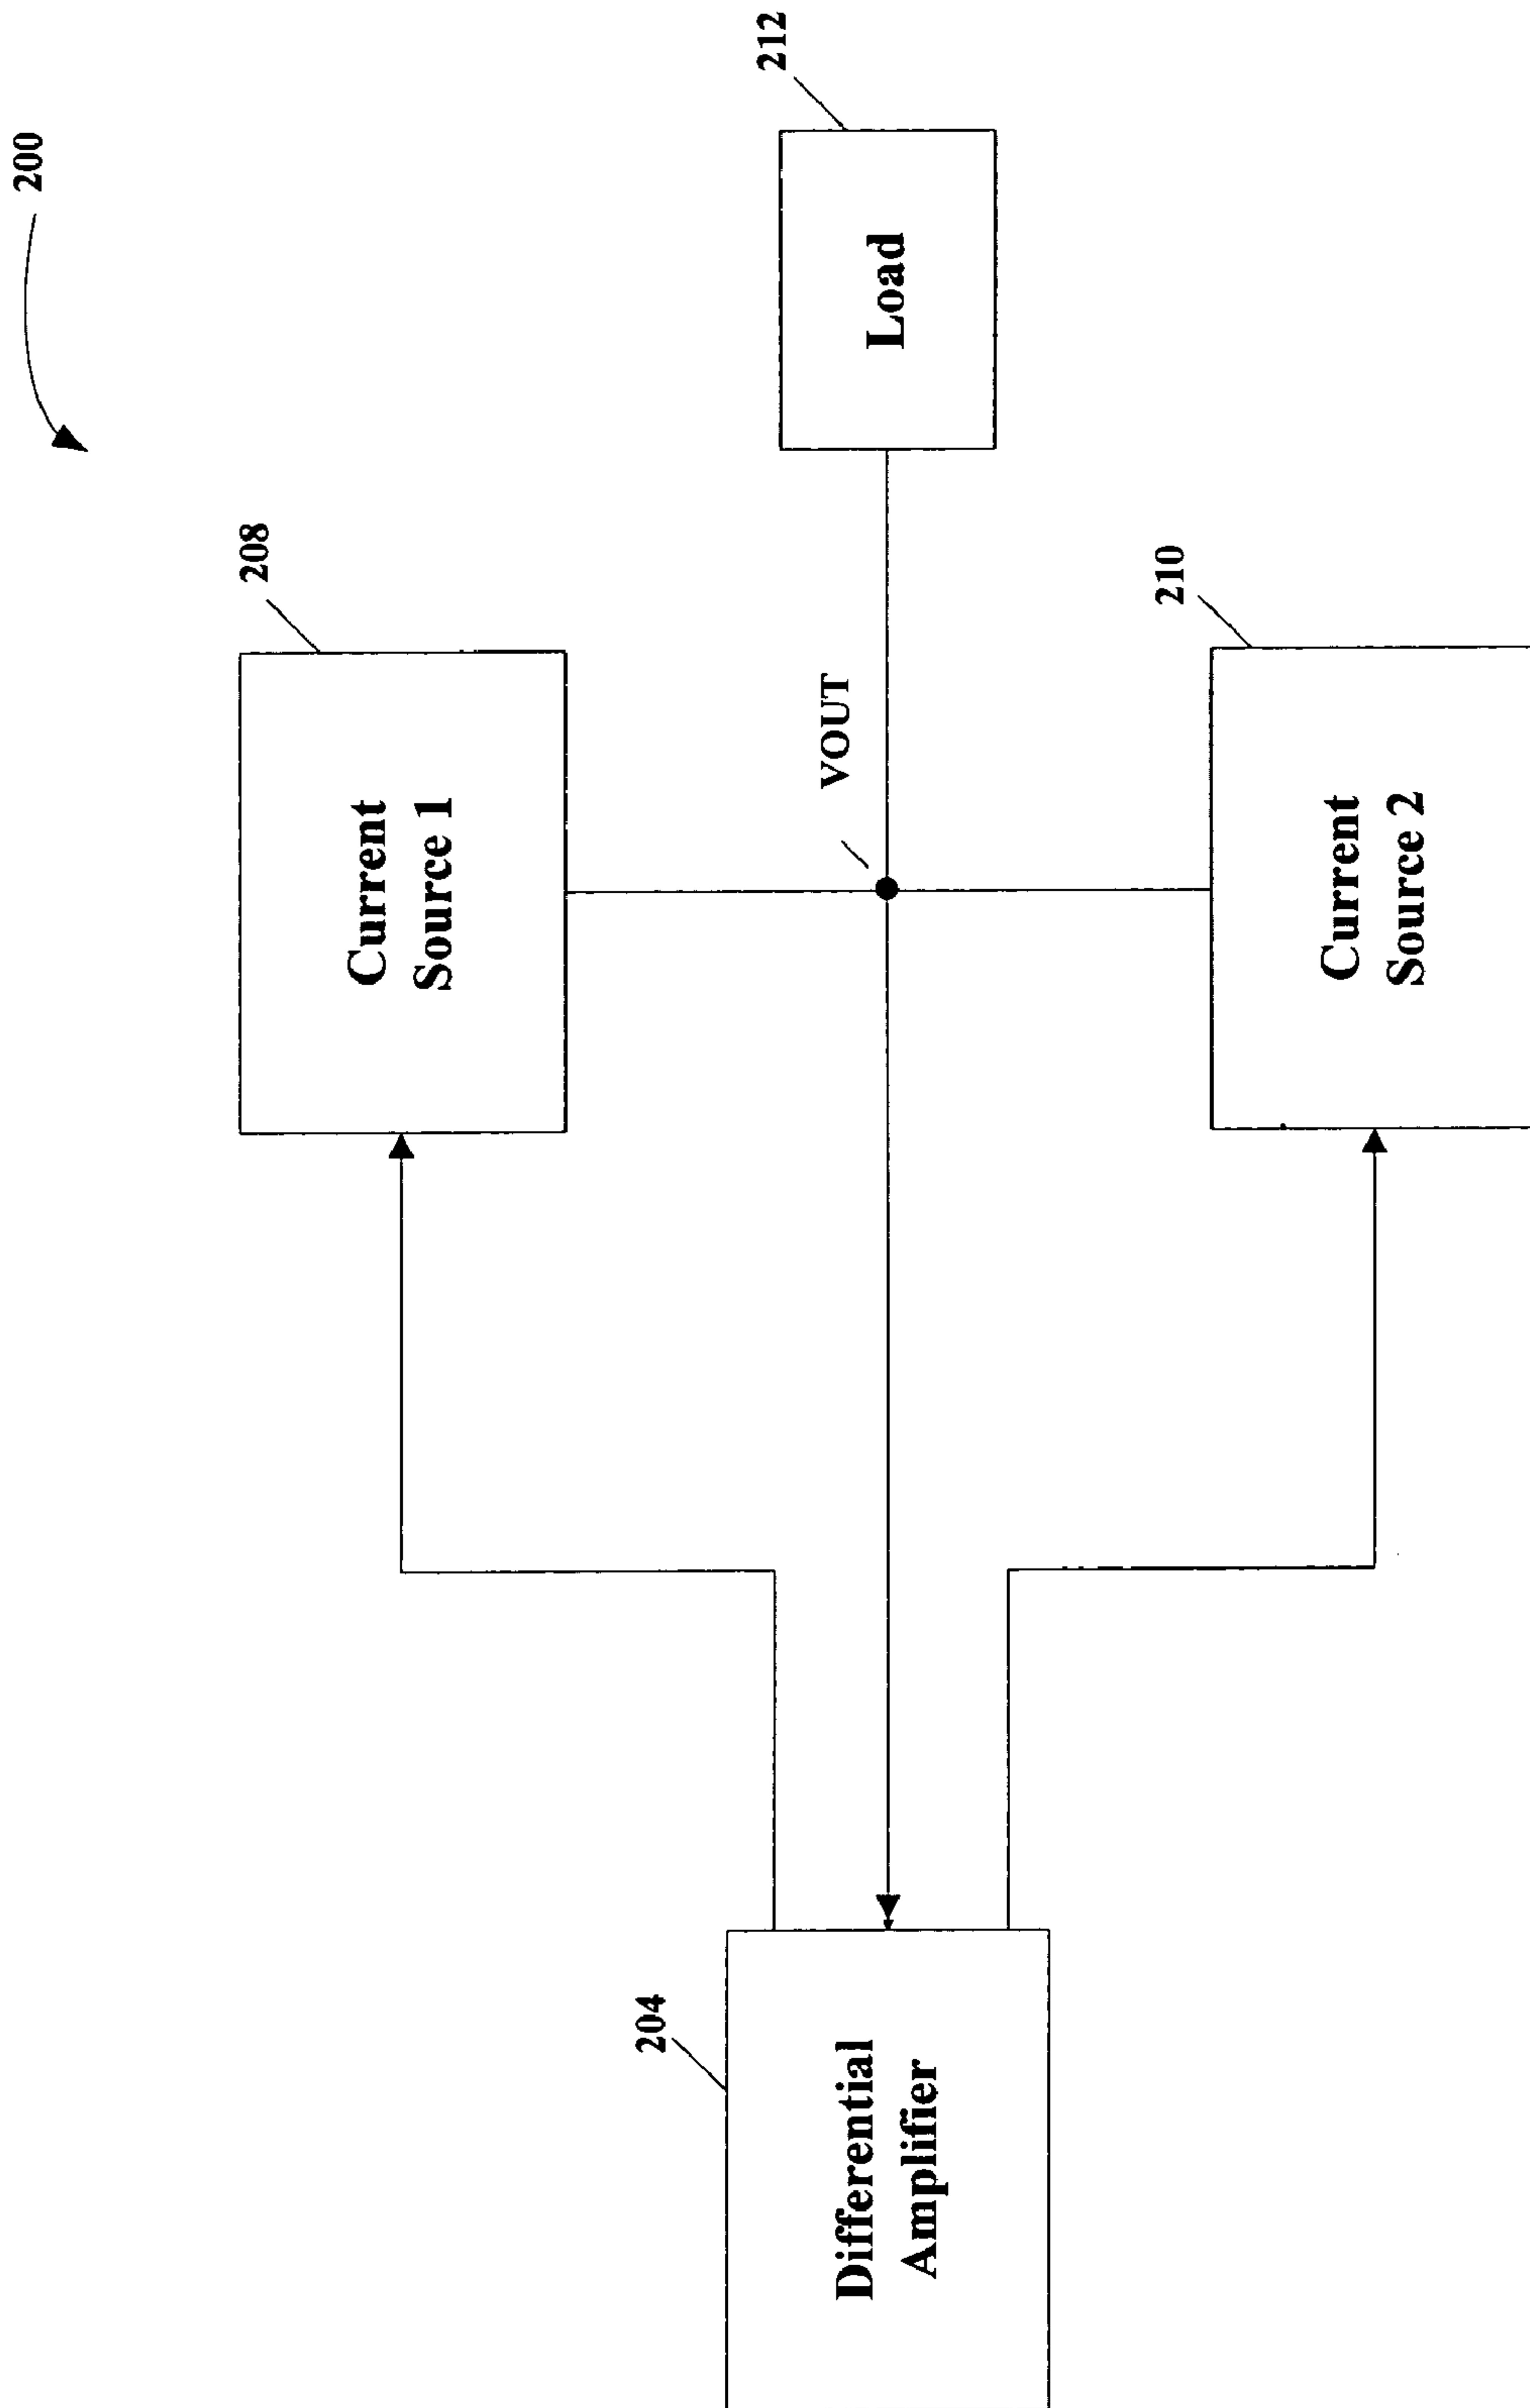 200
208
Current
Source 1
204
Differential
Amplifier
VOUT
Load
212
210
Current
Source 2